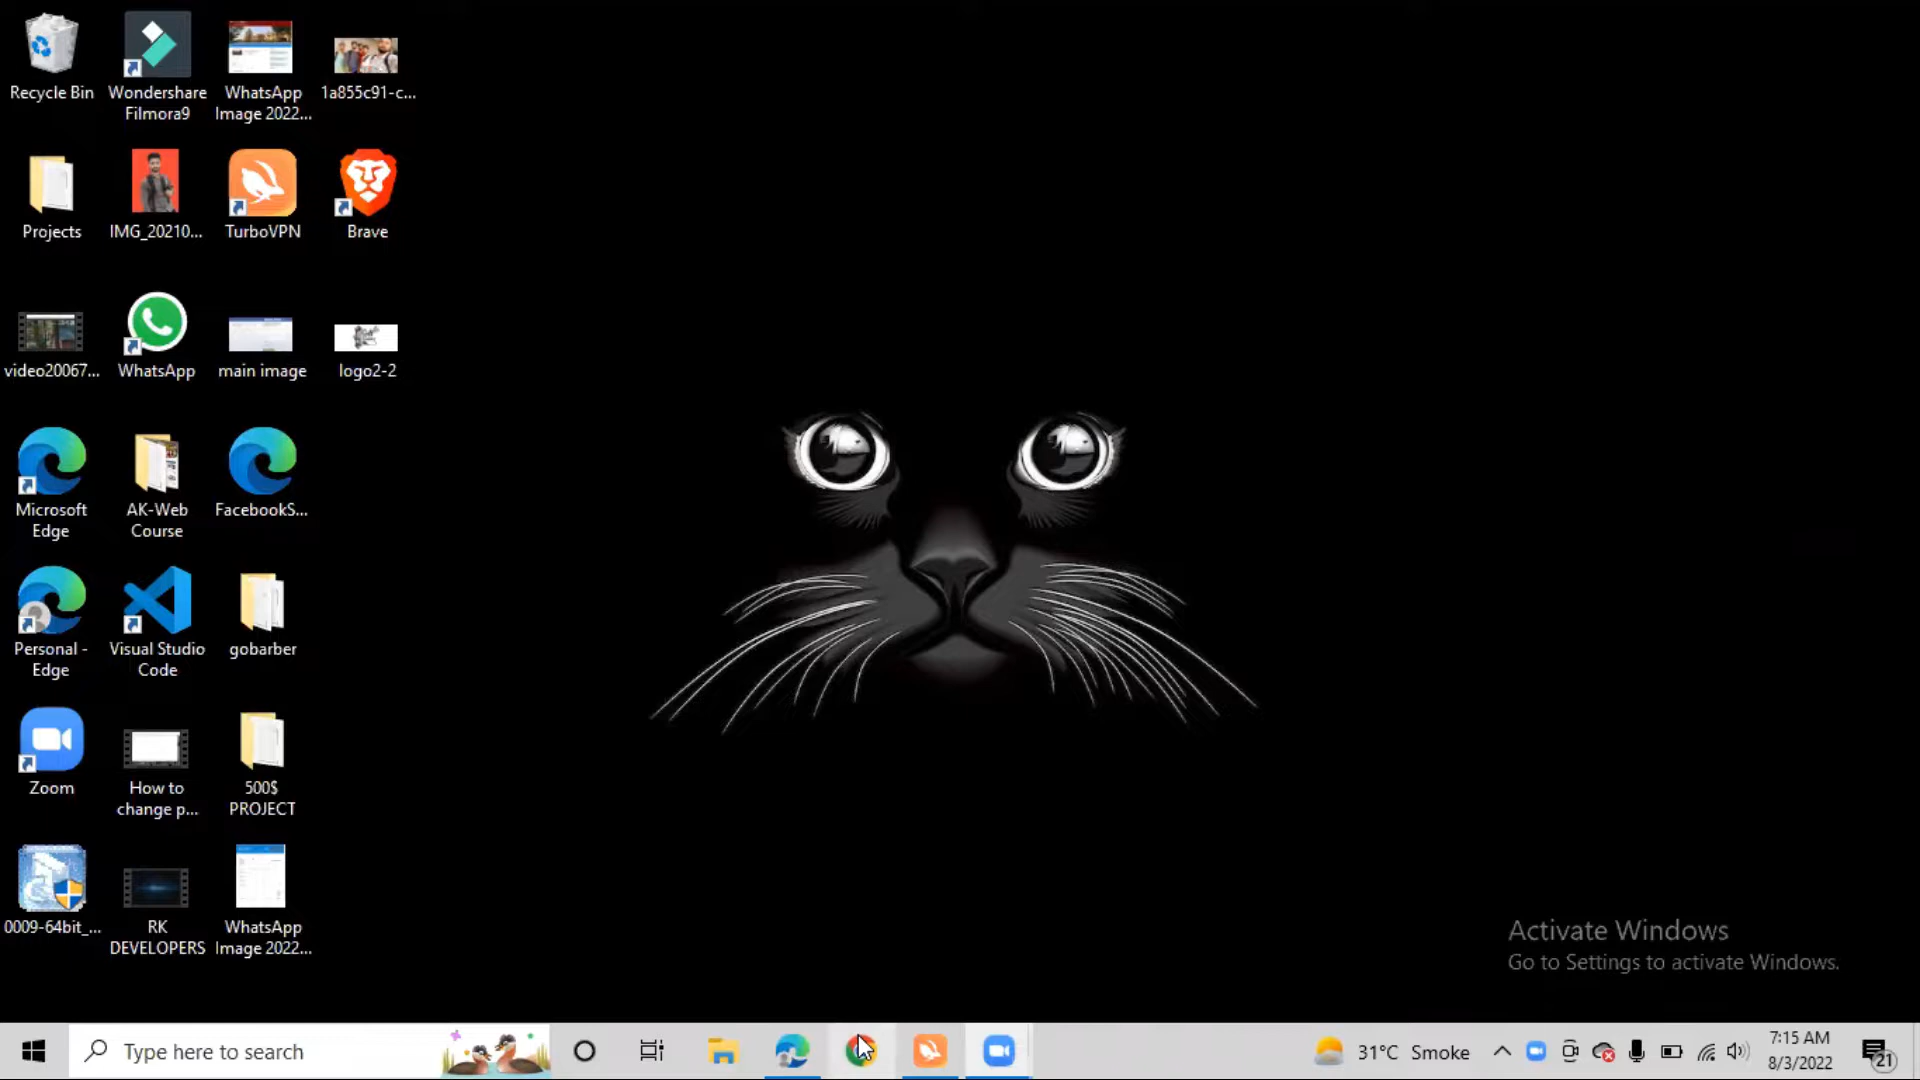 Recycle Bin
Wondershare
Filmora9
WhatsApp
Image 2022...
1a855c91-c...
Projects
IMG_20210...
TurboVPN
Brave
video20067...
WhatsApp
main image
logo2-2
Microsoft
Edge
AK-Web
Course
FacebookS...
Personal -
Edge
Visual Studio
Code
gobarber
Zoom
How to
change p...
500$
PROJECT
0009-64bit_...
RK
DEVELOPERS
WhatsApp
Image 2022...
Activate Windows
Go to Settings to activate Windows.
Type here to search
31°C Smoke
7:15 AM
8/3/2022
21